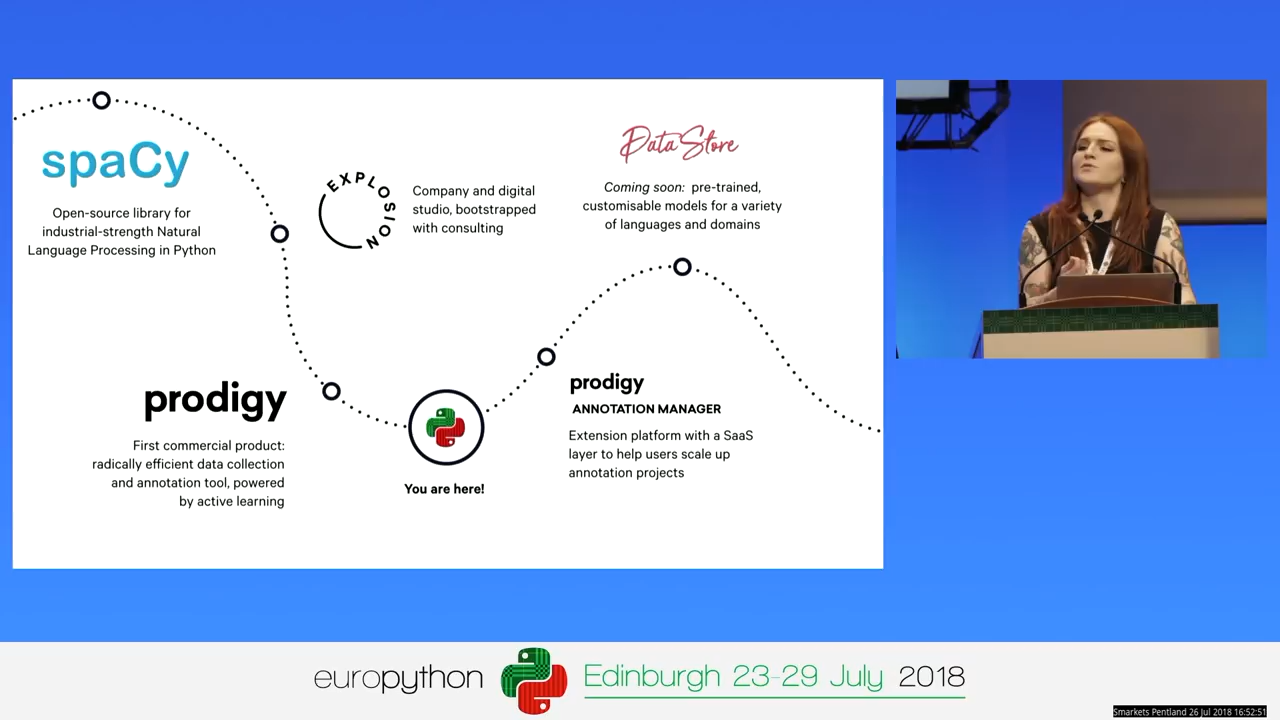 spaCy
Open-source library for
industrial-strength Natural
Language Processing in Python
EXPLOSION
Company and digital
studio, bootstrapped
with consulting
Data Store
Coming soon: pre-trained,
customisable models for a variety
of languages and domains
prodigy
First commercial product:
radically efficient data collection
and annotation tool, powered
by active learning
You are here!
prodigy
ANNOTATION MANAGER
Extension platform with a SaaS
layer to help users scale up
annotation projects
europython Edinburgh 23-29 July 2018
Smarkets Pentland 26 Jul 2018 16:52:51